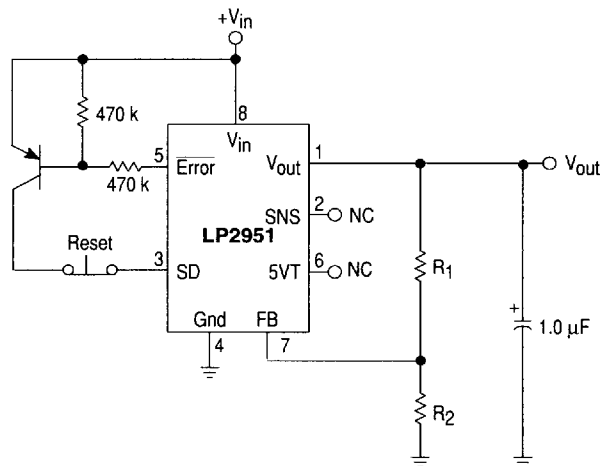 +Vin
470 k
8
Vin
5
Error
470 k
Vout
1
Vout
SNS
2
NC
LP2951
Reset
3
SD
5VT
6
NC
R1
Gnd
FB
4
7
+
1.0 µF
R2